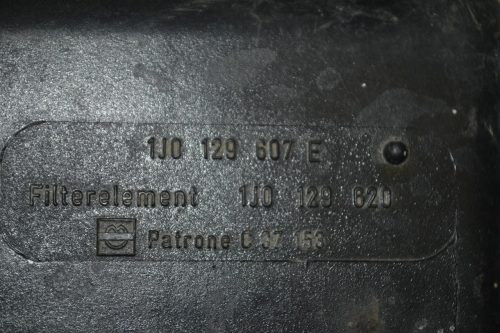 1J0 129 607 E
Filterelement 1J0 129 620
Patrone C 37 153